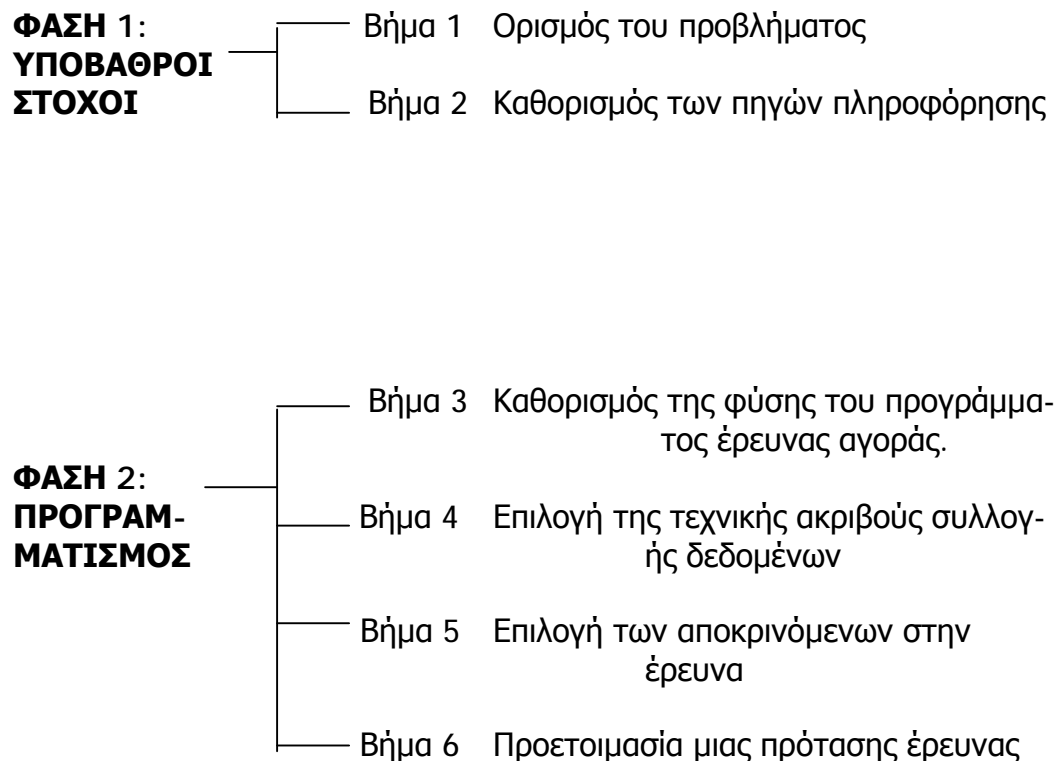 ΦΑΣΗ 1:
ΥΠΟΒΑΘΡΟΙ
ΣΤΟΧΟΙ
Βήμα 1 Ορισμός του προβλήματος
Βήμα 2 Καθορισμός των πηγών πληροφόρησης
ΦΑΣΗ 2:
ΠΡΟΓΡΑΜ-
ΜΑΤΙΣΜΟΣ
Βήμα 3 Καθορισμός της φύσης του προγράμμα-
τος έρευνας αγοράς.
Βήμα 4 Επιλογή της τεχνικής ακριβούς συλλογ-
ής δεδομένων
Βήμα 5 Επιλογή των αποκρινόμενων στην
έρευνα
Βήμα 6 Προετοιμασία μιας πρότασης έρευνας